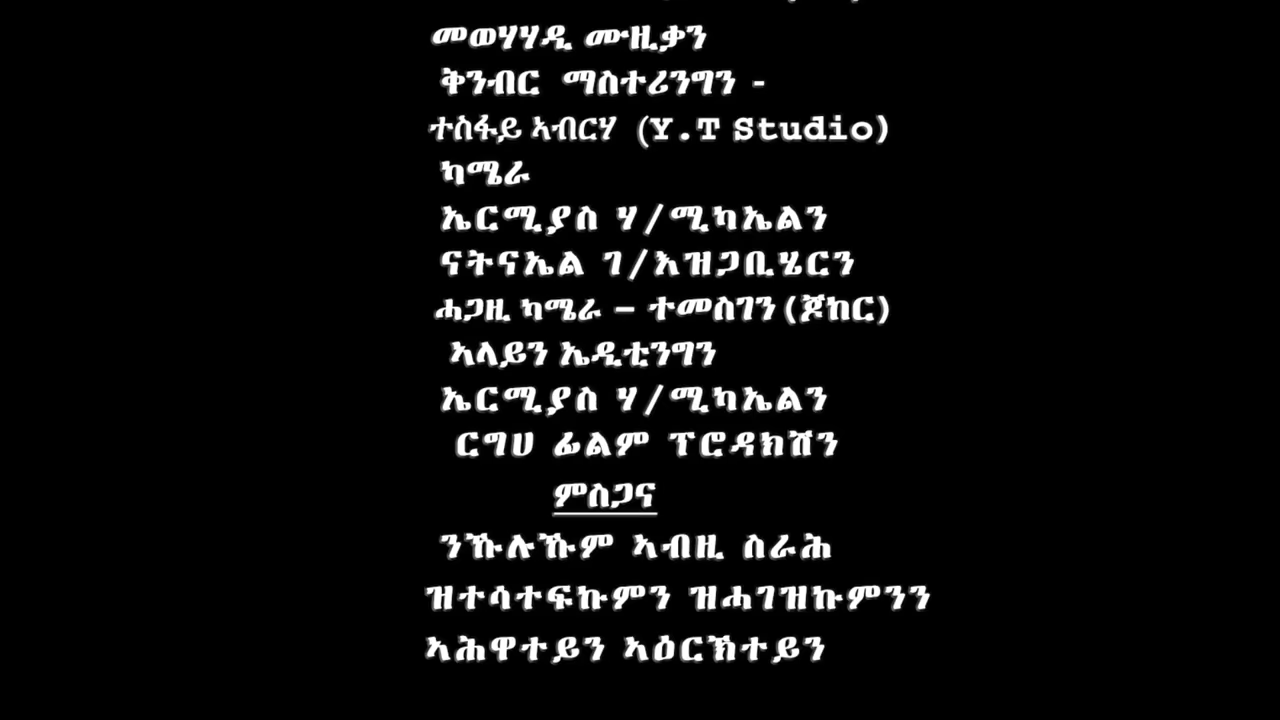 መወሃሃዲ ሙዚቃን
ቅንብር ማስተሪንግን -
ተስፋይ ኣብርሃ (Y.T Studio)
ካሜራ
ኤርሚያስ ሃ/ሚካኤልን
ናትናኤል ገ/እዝጋቢሄርን
ሓጋዚ ካሜራ – ተመስገን(ጆከር)
ኣላይን ኤዲቲንግን
ኤርሚያስ ሃ/ሚካኤልን
ርግሀ ፊልም ፕሮዳክሽን
ምስጋና
ንኹሉኹም ኣብዚ ስራሕ
ዝተሳተፍኩምን ዝሓገዝኩምንን
ኣሕዋተይን ኣዕርኽተይን